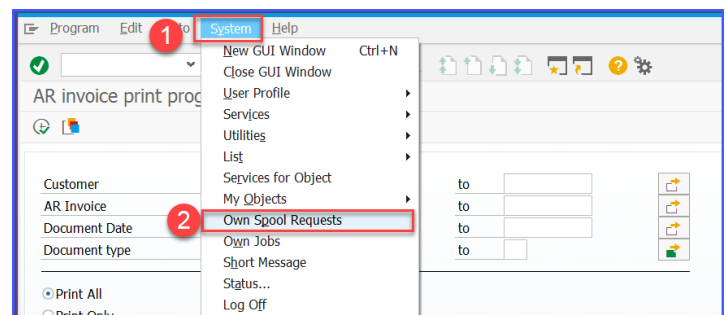 Program Edit to System Help
1
New GUI Window Ctrl+N
Close GUI Window
AR invoice print prog
User Profile
Services
Utilities
List
Customer
Services for Object
to
AR Invoice
My Objects
to
Document Date
2
Own Spool Requests
to
Document type
Own Jobs
to
Short Message
Print All
Status...
Log Off